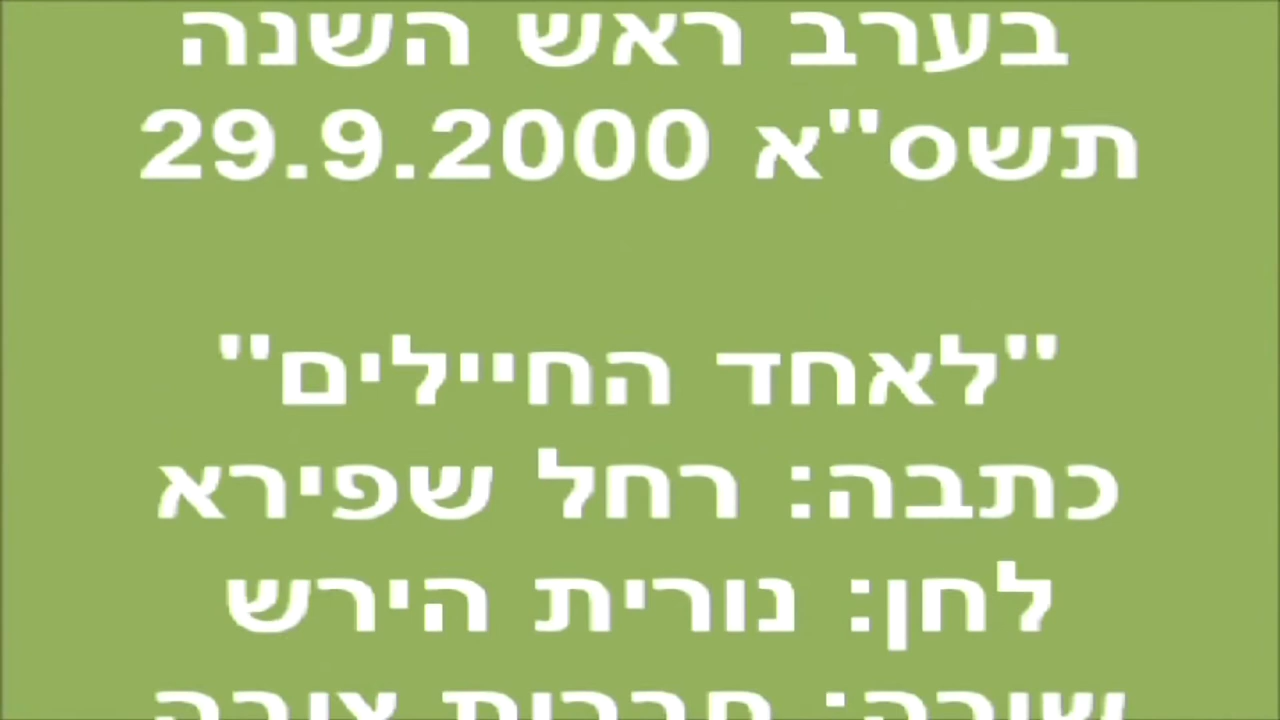 בערב ראש השנה
תשס"א 29.9.2000
"לאחד החיילים"
כתבה: רחל שפירא
לחן: נורית הירש